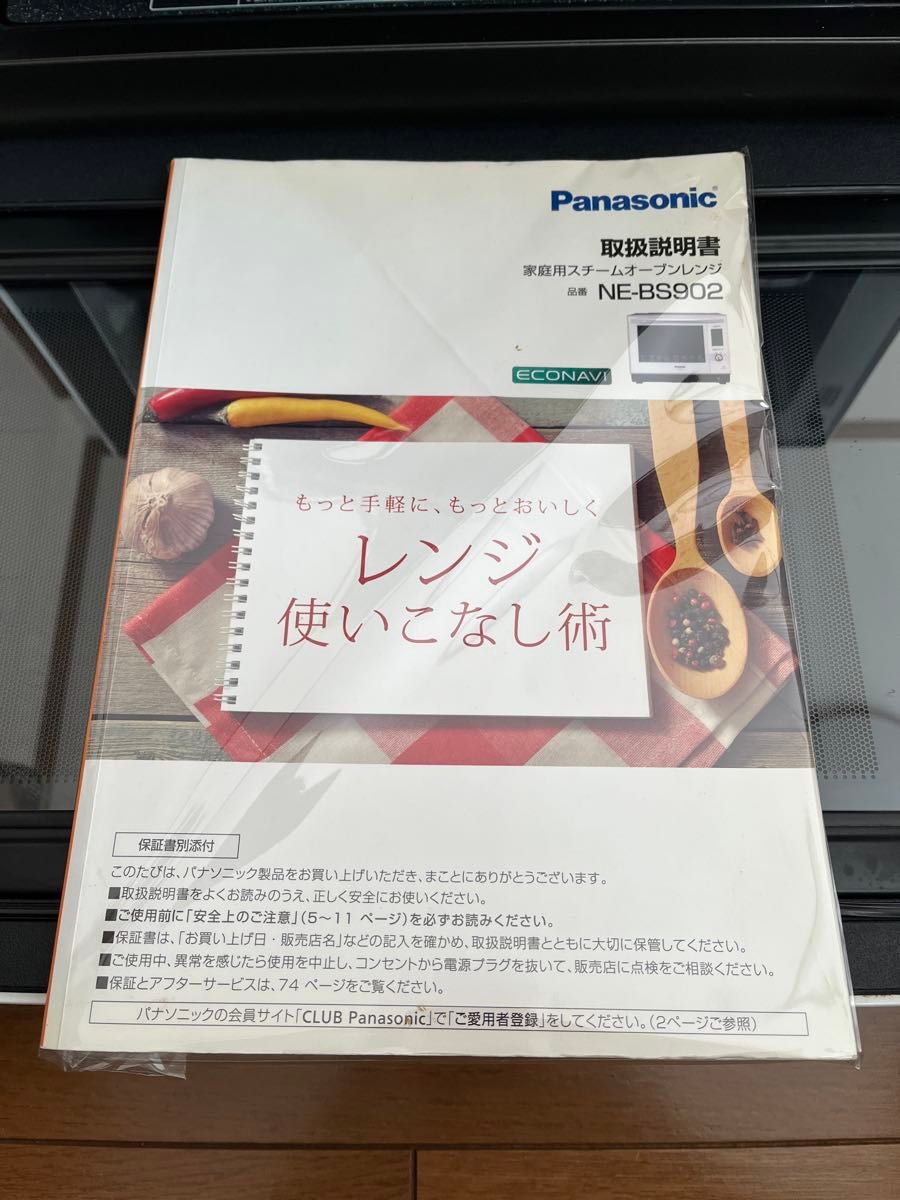 Panasonic
取扱説明書
家庭用スチームオーブンレンジ
品番 NE-BS902
ECONAVI
もっと手軽に、もっとおいしく
レンジ
使いこなし術
保証書別添付
このたびは、パナソニック製品をお買い上げいただき、まことにありがとうございます。
■取扱説明書をよくお読みのうえ、正しく安全にお使いください。
■ご使用前に「安全上のご注意」(5〜11 ページ)を必ずお読みください。
■保証書は、「お買い上げ日・販売店名」などの記入を確かめ、取扱説明書とともに大切に保管してください。
■ご使用中、異常を感じたら使用を中止し、コンセントから電源プラグを抜いて、販売店に点検をご相談ください。
■保証とアフターサービスは、74 ページをご覧ください。
パナソニックの会員サイト「CLUB Panasonic」で「ご愛用者登録」をしてください。(2ページご参照)